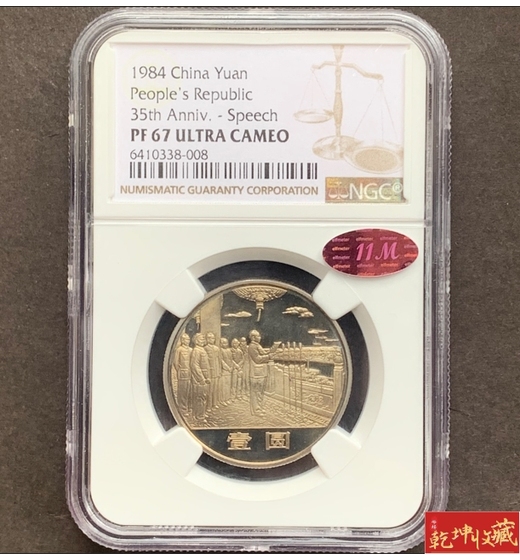 1984 China Yuan
People's Republic
35th Anniv. - Speech
PF 67 ULTRA CAMEO
6410338-008
NUMISMATIC GUARANTY CORPORATION
NGC
11M
壹圆
乾坤收藏